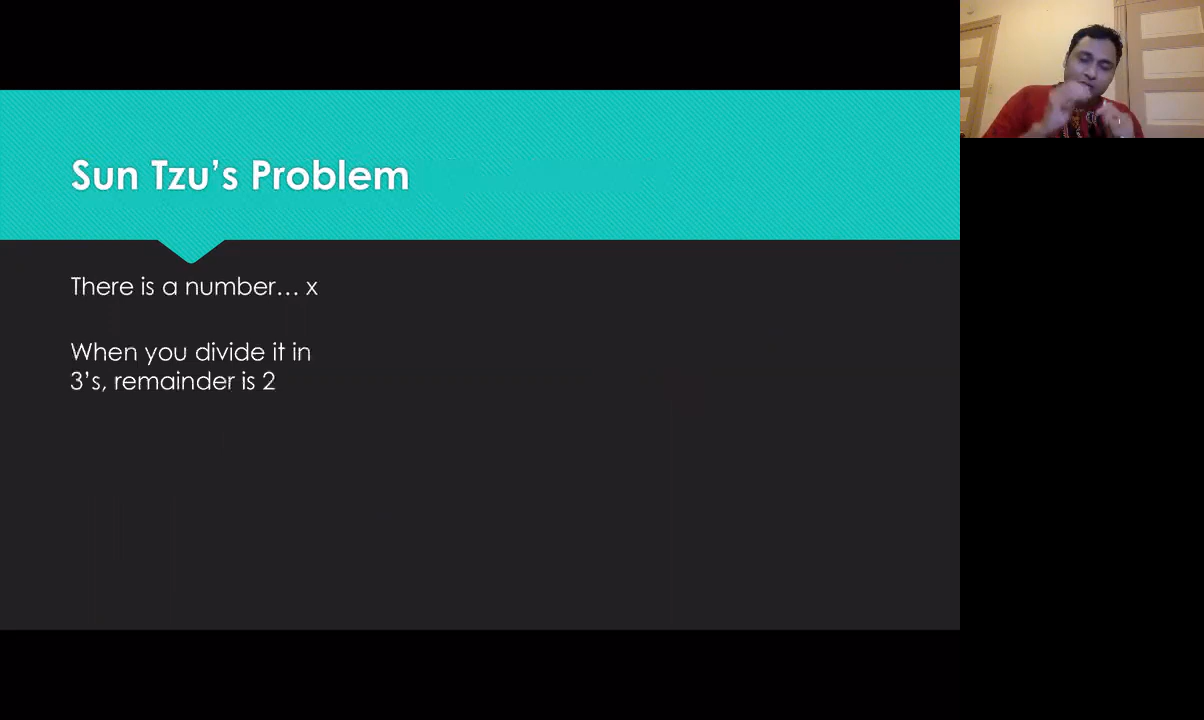 Sun Tzu’s Problem
There is a number… x
When you divide it in
3’s, remainder is 2